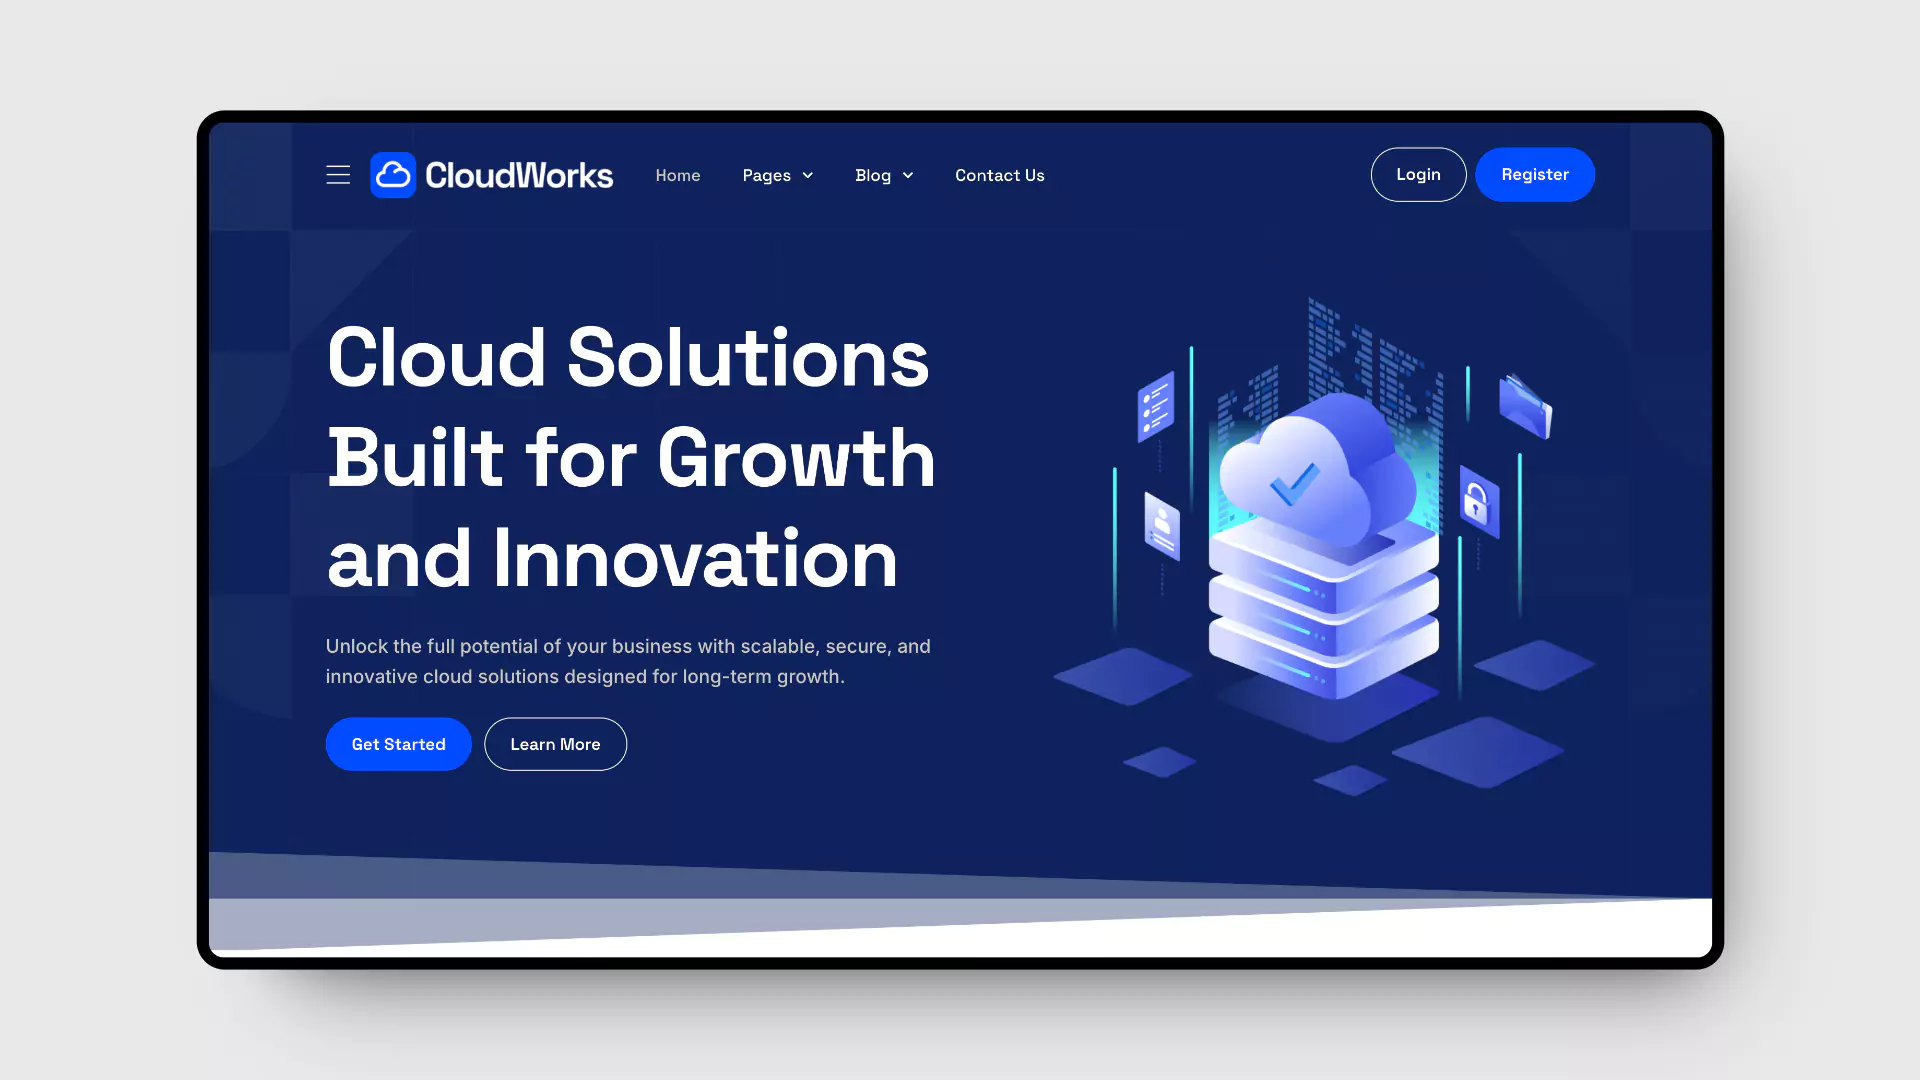 CloudWorks
Home
Pages
Blog
Contact Us
Login
Register
Cloud Solutions
Built for Growth
and Innovation
Unlock the full potential of your business with scalable, secure, and
innovative cloud solutions designed for long-term growth.
Get Started
Learn More